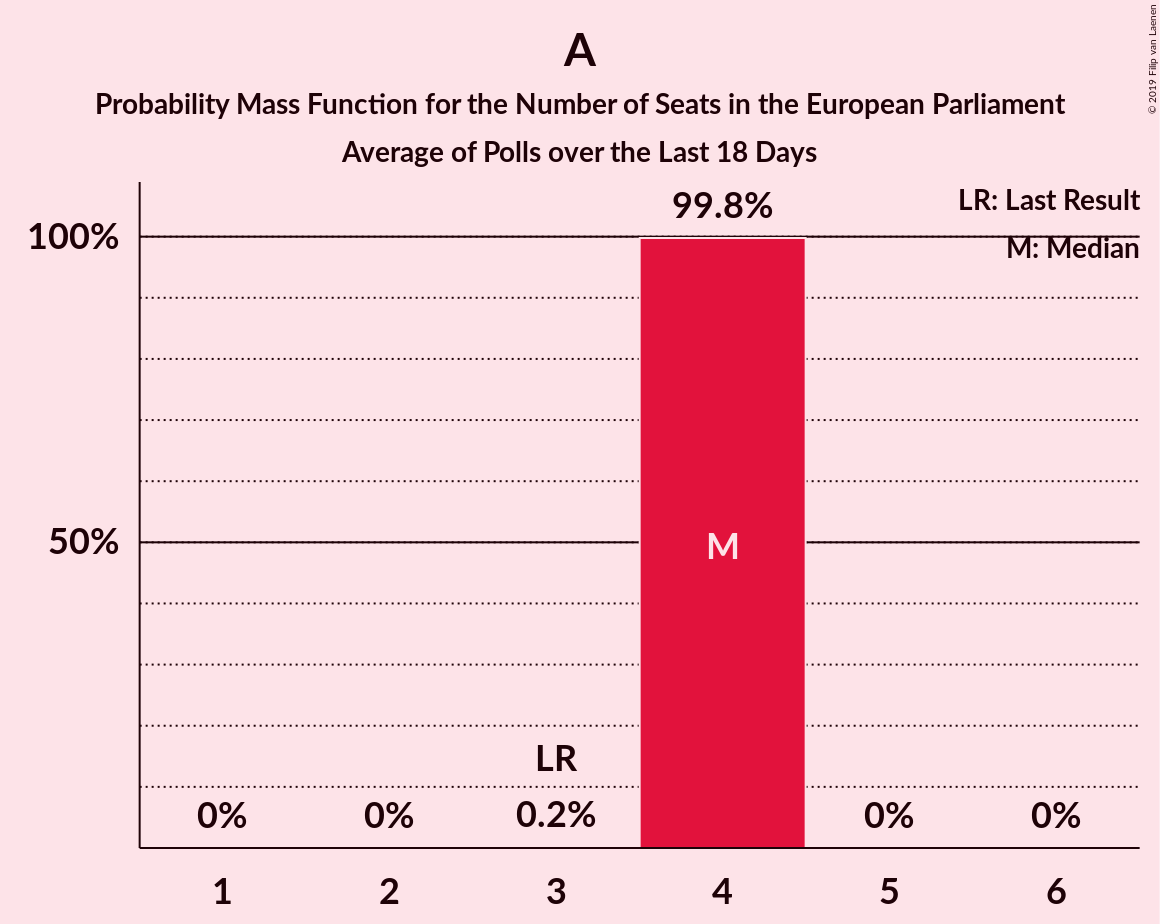 A
Probability Mass Function for the Number of Seats in the European Parliament
Average of Polls over the Last 18 Days
© 2019 Filip van Laenen
LR: Last Result
M: Median
99.8%
100%
50%
M
LR
0% 0% 0.2% 0% 0%
1 2 3 4 5 6